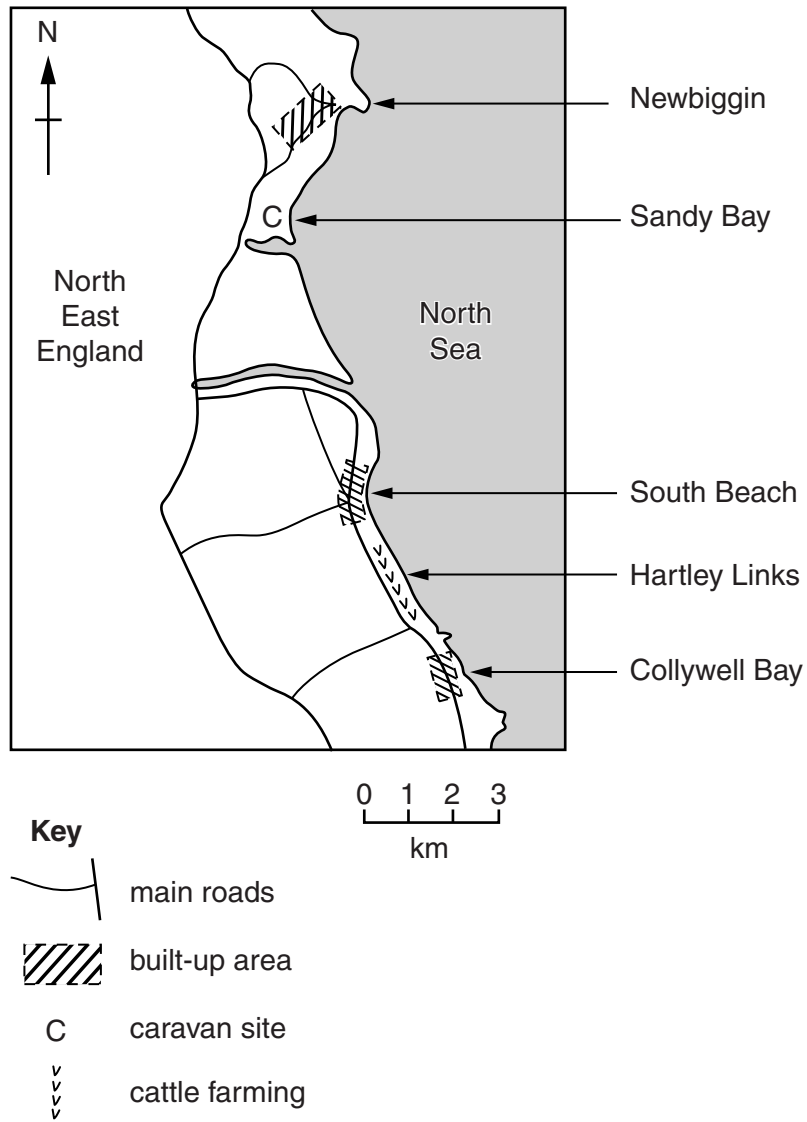 N
Newbiggin
C
Sandy Bay
North
East
England
North
Sea
South Beach
Hartley Links
Collywell Bay
0 1 2 3
km
Key
main roads
built-up area
C caravan site
cattle farming